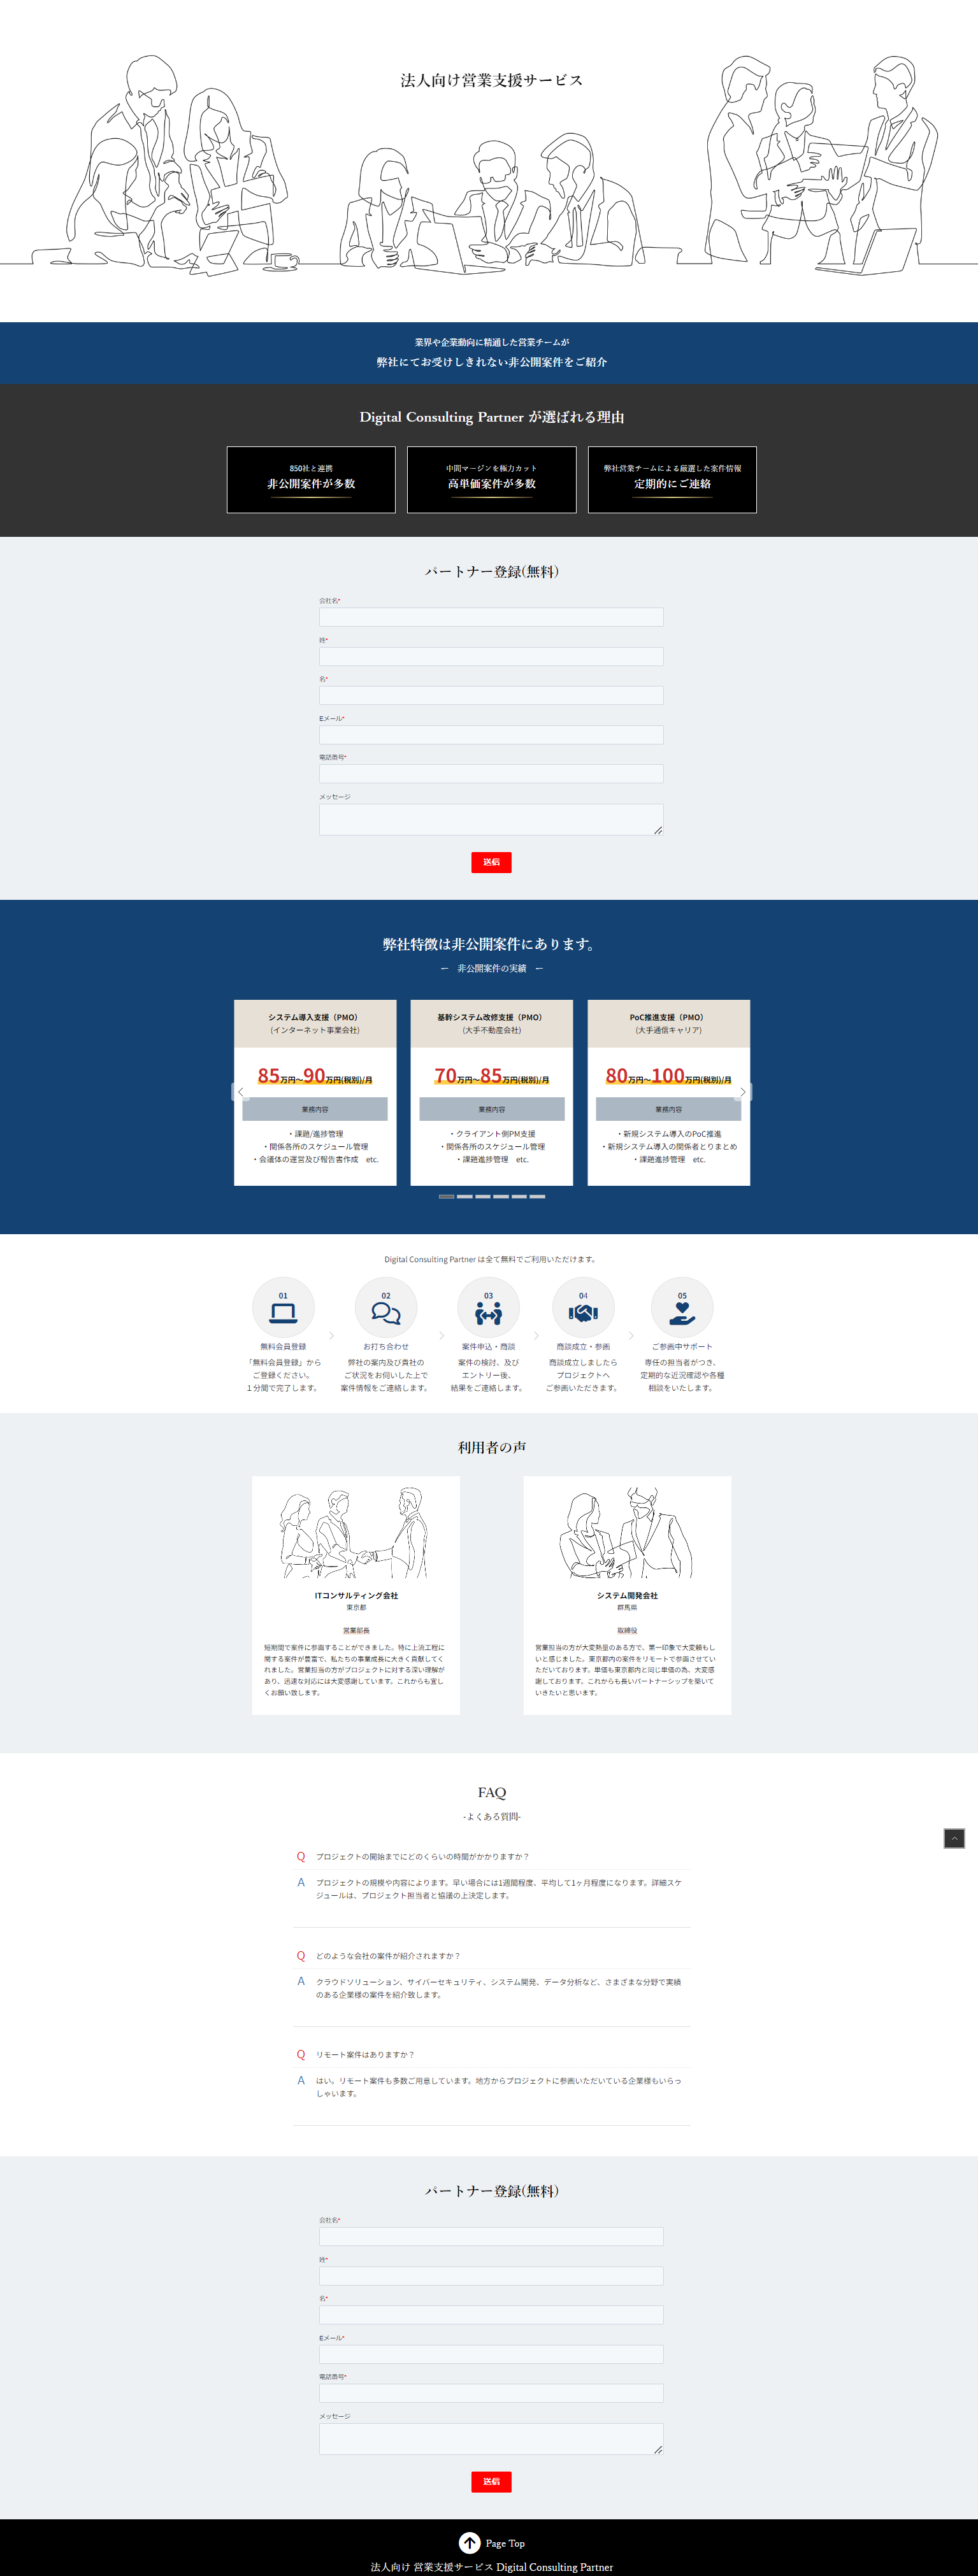 法人向け営業支援サービス
業界や企業動向に精通した営業チームが
弊社にてお受けしきれない非公開案件をご紹介
Digital Consulting Partner が選ばれる理由
850社と連携
非公開案件が多数
中間マージンを極力カット
高単価案件が多数
弊社営業チームによる厳選した案件情報
定期的にご連絡
パートナー登録(無料)
会社名*
姓*
名*
Eメール*
電話番号*
メッセージ
送信
弊社特徴は非公開案件にあります。
ー 非公開案件の実績 ー
システム導入支援（PMO）
(インターネット事業会社)
85万円～90万円(税別)/月
業務内容
・課題/進捗管理
・関係各所のスケジュール管理
・会議体の運営及び報告書作成 etc.
基幹システム改修支援（PMO）
(大手不動産会社)
70万円～85万円(税別)/月
業務内容
・クライアント側PM支援
・関係各所のスケジュール管理
・課題進捗管理 etc.
PoC推進支援（PMO）
(大手通信キャリア)
80万円～100万円(税別)/月
業務内容
・新規システム導入のPoC推進
・新規システム導入の関係者とりまとめ
・課題進捗管理 etc.
Digital Consulting Partner は全て無料でご利用いただけます。
01
無料会員登録
「無料会員登録」から
ご登録ください。
１分間で完了します。
02
お打ち合わせ
弊社の案内及び貴社の
ご状況をお伺いした上で
案件情報をご連絡します。
03
案件申込・商談
案件の検討、及び
エントリー後、
結果をご連絡します。
04
商談成立・参画
商談成立しましたら
プロジェクトへ
ご参画いただきます。
05
ご参画中サポート
専任の担当者がつき、
定期的な近況確認や各種
相談をいたします。
利用者の声
ITコンサルティング会社
東京都
営業部長
短期間で案件に参画することができました。特に上流工程に
関する案件が豊富で、私たちの事業成長に大きく貢献してく
れました。営業担当の方がプロジェクトに対する深い理解が
あり、迅速な対応には大変感謝しています。これからも宜し
くお願い致します。
システム開発会社
群馬県
取締役
営業担当の方が大変熱量のある方で、第一印象で大変頼もし
いと感じました。東京都内の案件をリモートで参画させてい
ただいております。単価も東京都内と同じ単価の為、大変感
謝しております。これからも長いパートナーシップを築いて
いきたいと思います。
FAQ
-よくある質問-
Q プロジェクトの開始までにどのくらいの時間がかかりますか？
A プロジェクトの規模や内容によります。早い場合には1週間程度、平均して1ヶ月程度になります。詳細スケ
ジュールは、プロジェクト担当者と協議の上決定します。
Q どのような会社の案件が紹介されますか？
A クラウドソリューション、サイバーセキュリティ、システム開発、データ分析など、さまざまな分野で実績
のある企業様の案件を紹介致します。
Q リモート案件はありますか？
A はい。リモート案件も多数ご用意しています。地方からプロジェクトに参画いただいている企業様もいらっ
しゃいます。
パートナー登録(無料)
会社名*
姓*
名*
Eメール*
電話番号*
メッセージ
送信
Page Top
法人向け 営業支援サービス Digital Consulting Partner